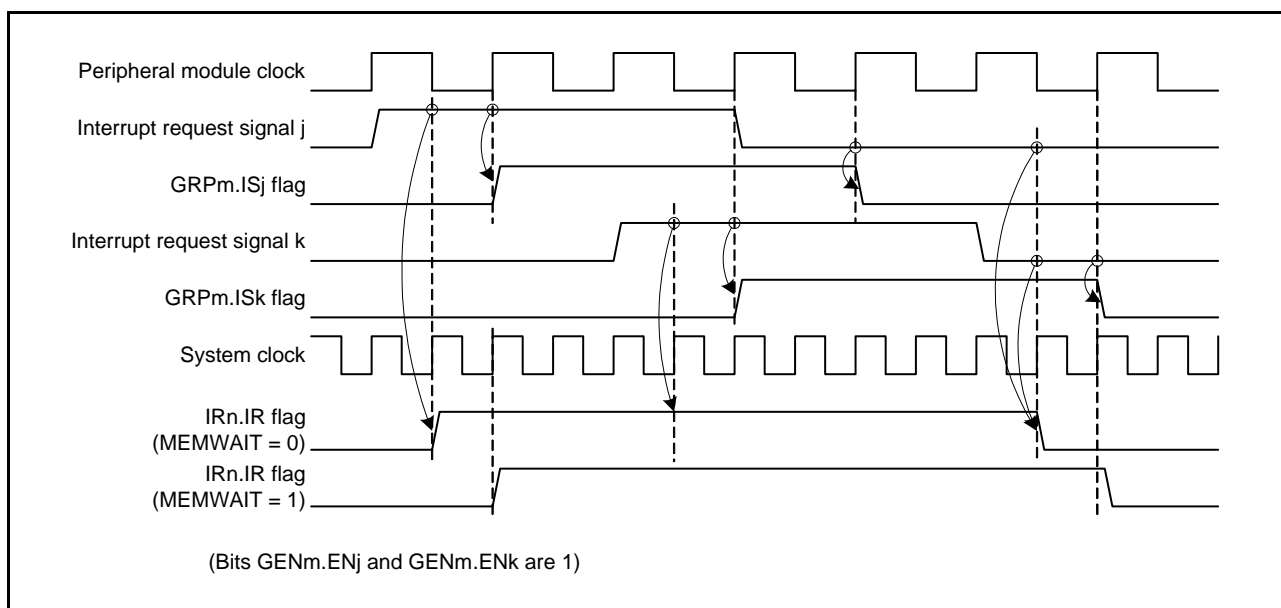 Peripheral module clock
Interrupt request signal j
GRPm.ISj flag
Interrupt request signal k
GRPm.ISk flag
System clock
IRn.IR flag
(MEMWAIT = 0)
IRn.IR flag
(MEMWAIT = 1)
(Bits GENm.ENj and GENm.ENk are 1)